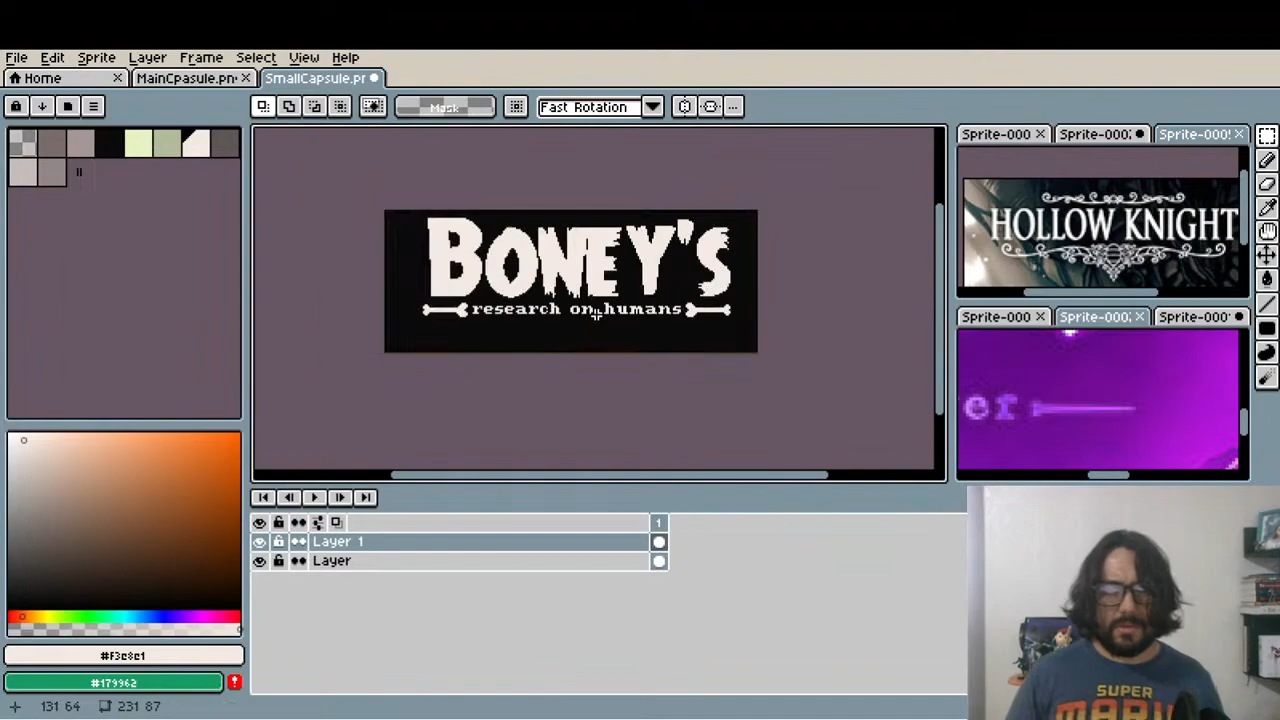 File Edit Sprite Layer Frame Select View Help
Home MainCpasule.pn SmallCapsule.pr
Mask Fast Rotation
Sprite-000 Sprite-000 Sprite-000
HOLLOW KNIGHT
BONEY'S
research on humans
Sprite-000 Sprite-000 Sprite-000
er
1
Layer 1
Layer
#f3e8e1
#179962
131 64 231 87
SUPER
MARIO